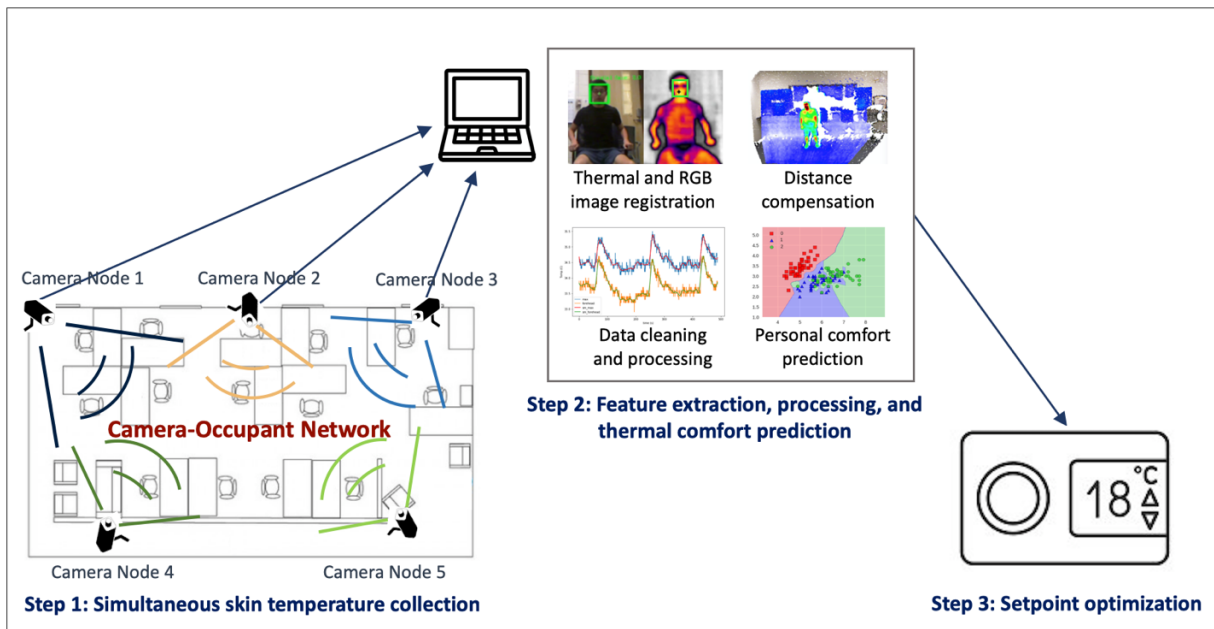 Thermal and RGB
image registration
Distance
compensation
Camera Node 1
Camera Node 2
Camera Node 3
Data cleaning
and processing
Personal comfort
prediction
Step 2: Feature extraction, processing, and
thermal comfort prediction
Camera-Occupant Network
18 °C
Camera Node 4
Camera Node 5
Step 1: Simultaneous skin temperature collection
Step 3: Setpoint optimization